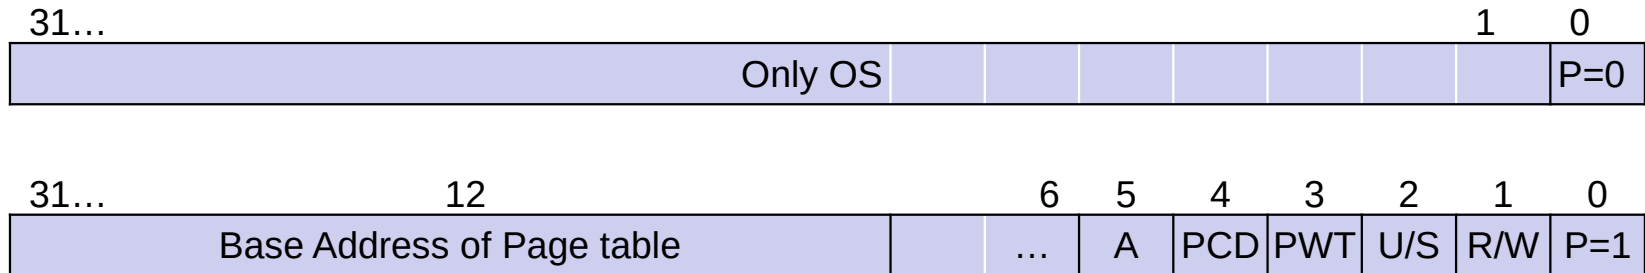 31… 1 0
Only OS P=0
31… 12 6 5 4 3 2 1 0
Base Address of Page table … A PCD PWT U/S R/W P=1